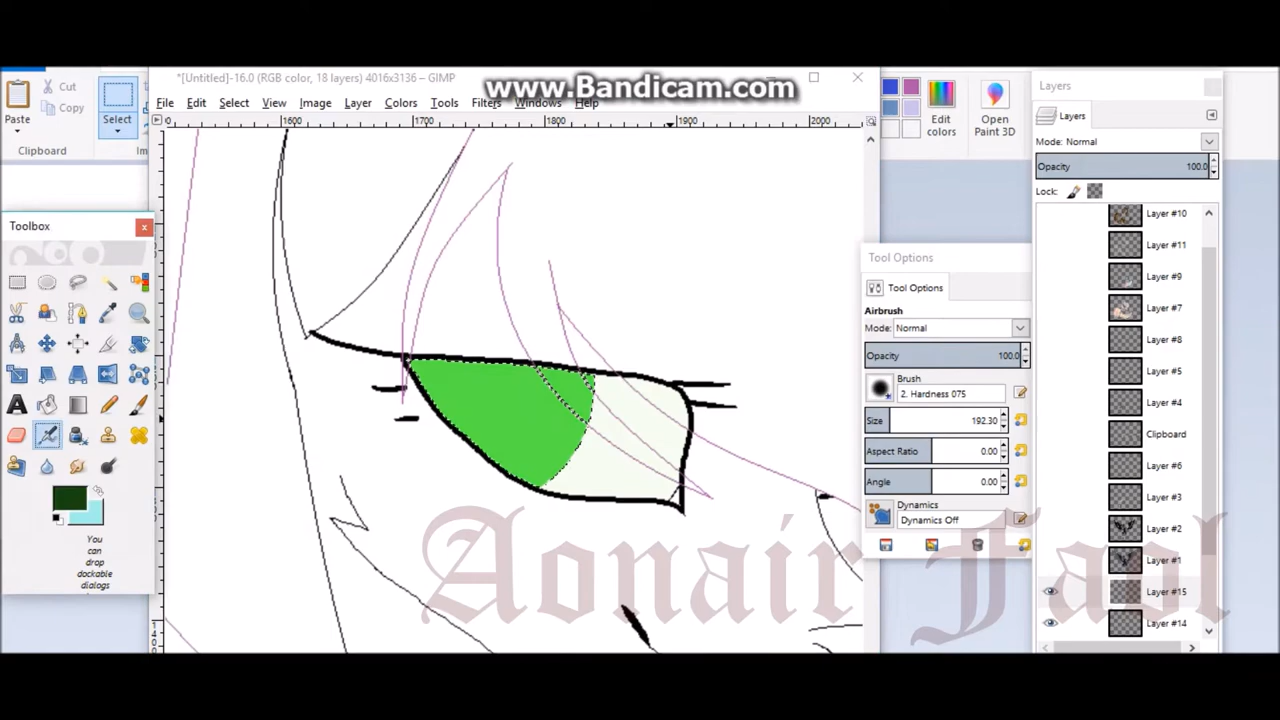 *[Untitled]-16.0 (RGB color, 18 layers) 4016x3136 – GIMP
www.Bandicam.com
Cut
Copy
Paste
Select
Clipboard
Im
File Edit Select View Image Layer Colors Tools Filters Windows Help
1600 1700 1800 1900 2000
Edit
colors
Open
Paint 3D
Layers
Layers
Mode: Normal
Opacity 100.0
Lock:
Layer #10
Layer #11
Layer #9
Layer #7
Layer #8
Layer #5
Layer #4
Clipboard
Layer #6
Layer #3
Layer #2
Layer #1
Layer #15
Layer #14
Toolbox
You
can
drop
dockable
dialogs
Tool Options
Tool Options
Airbrush
Mode: Normal
Opacity 100.0
Brush
2. Hardness 075
Size 192.30
Aspect Ratio 0.00
Angle 0.00
Dynamics
Dynamics Off
Aonair Faol